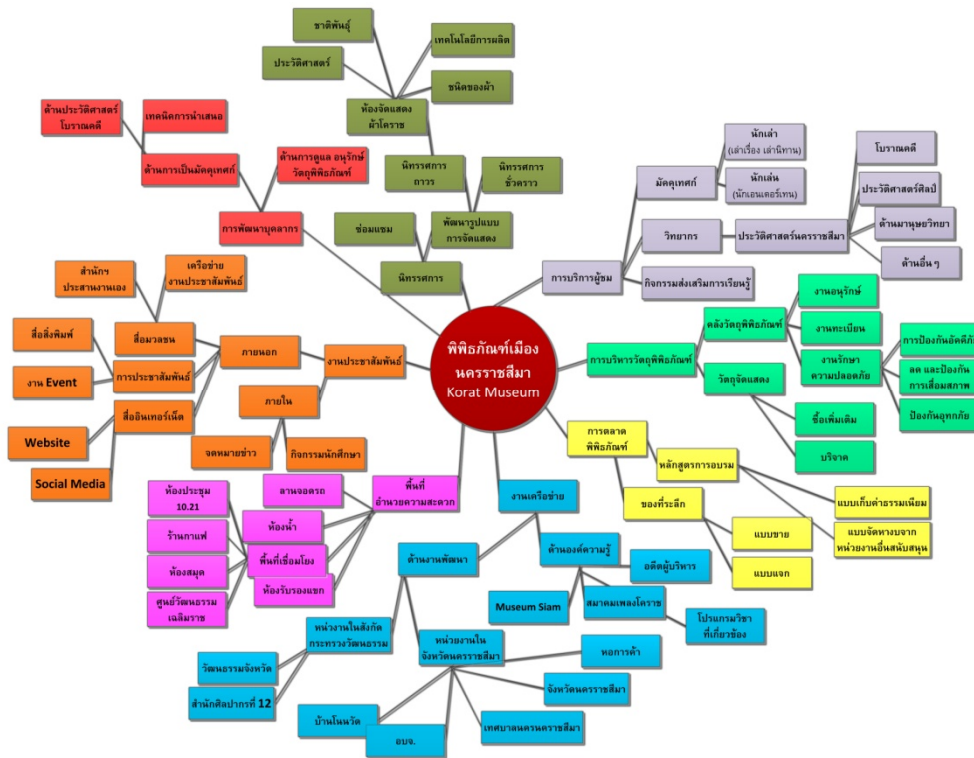 ชาติพันธุ์
ประวัติศาสตร์
เทคโนโลยีการผลิต
ชนิดของผ้า
ห้องจัดแสดง
ผ้าโคราช
นิทรรศการ
ถาวร
นิทรรศการ
ชั่วคราว
ซ่อมแซม
พัฒนารูปแบบ
การจัดแสดง
นิทรรศการ
ด้านประวัติศาสตร์
โบราณคดี
เทคนิคการนำเสนอ
ด้านการเป็นมัคคุเทศก์
ด้านการดูแล อนุรักษ์
วัตถุพิพิธภัณฑ์
การพัฒนาบุคลากร
นักเล่า
(เล่าเรื่อง เล่านิทาน)
มัคคุเทศก์
นักเล่น
(นักเอนเตอร์เทน)
โบราณคดี
ประวัติศาสตร์ศิลป์
วิทยากร
ประวัติศาสตร์นครราชสีมา
ด้านมานุษยวิทยา
ด้านอื่น ๆ
การบริการผู้ชม
กิจกรรมส่งเสริมการเรียนรู้
สำนักฯ
ประสานงานเอง
เครือข่าย
งานประชาสัมพันธ์
สื่อสิ่งพิมพ์
สื่อมวลชน
ภายนอก
งานประชาสัมพันธ์
งาน Event
การประชาสัมพันธ์
ภายใน
Website
สื่ออินเทอร์เน็ต
Social Media
จดหมายข่าว
กิจกรรมนักศึกษา
พิพิธภัณฑ์เมือง
นครราชสีมา
Korat Museum
การบริหารวัตถุพิพิธภัณฑ์
คลังวัตถุพิพิธภัณฑ์
งานอนุรักษ์
งานทะเบียน
งานรักษา
ความปลอดภัย
การป้องกันอัคคีภัย
ลด และป้องกัน
การเสื่อมสภาพ
ป้องกันอุทกภัย
วัตถุจัดแสดง
ซื้อเพิ่มเติม
บริจาค
การตลาด
พิพิธภัณฑ์
หลักสูตรการอบรม
แบบเก็บค่าธรรมเนียม
แบบจัดหางบจาก
หน่วยงานอื่นสนับสนุน
ของที่ระลึก
แบบขาย
แบบแจก
พื้นที่
อำนวยความสะดวก
ลานจอดรถ
ห้องประชุม
10.21
ห้องน้ำ
ร้านกาแฟ
พื้นที่เชื่อมโยง
ห้องสมุด
ห้องรับรองแขก
ศูนย์วัฒนธรรม
เฉลิมราช
งานเครือข่าย
ด้านงานพัฒนา
ด้านองค์ความรู้
อดีตผู้บริหาร
Museum Siam
สมาคมเพลงโคราช
โปรแกรมวิชา
ที่เกี่ยวข้อง
หน่วงานในสังกัด
กระทรวงวัฒนธรรม
หน่วยงานใน
จังหวัดนครราชสีมา
วัฒนธรรมจังหวัด
สำนักศิลปากรที่ 12
หอการค้า
จังหวัดนครราชสีมา
บ้านโนนวัด
อบจ.
เทศบาลนครนครราชสีมา